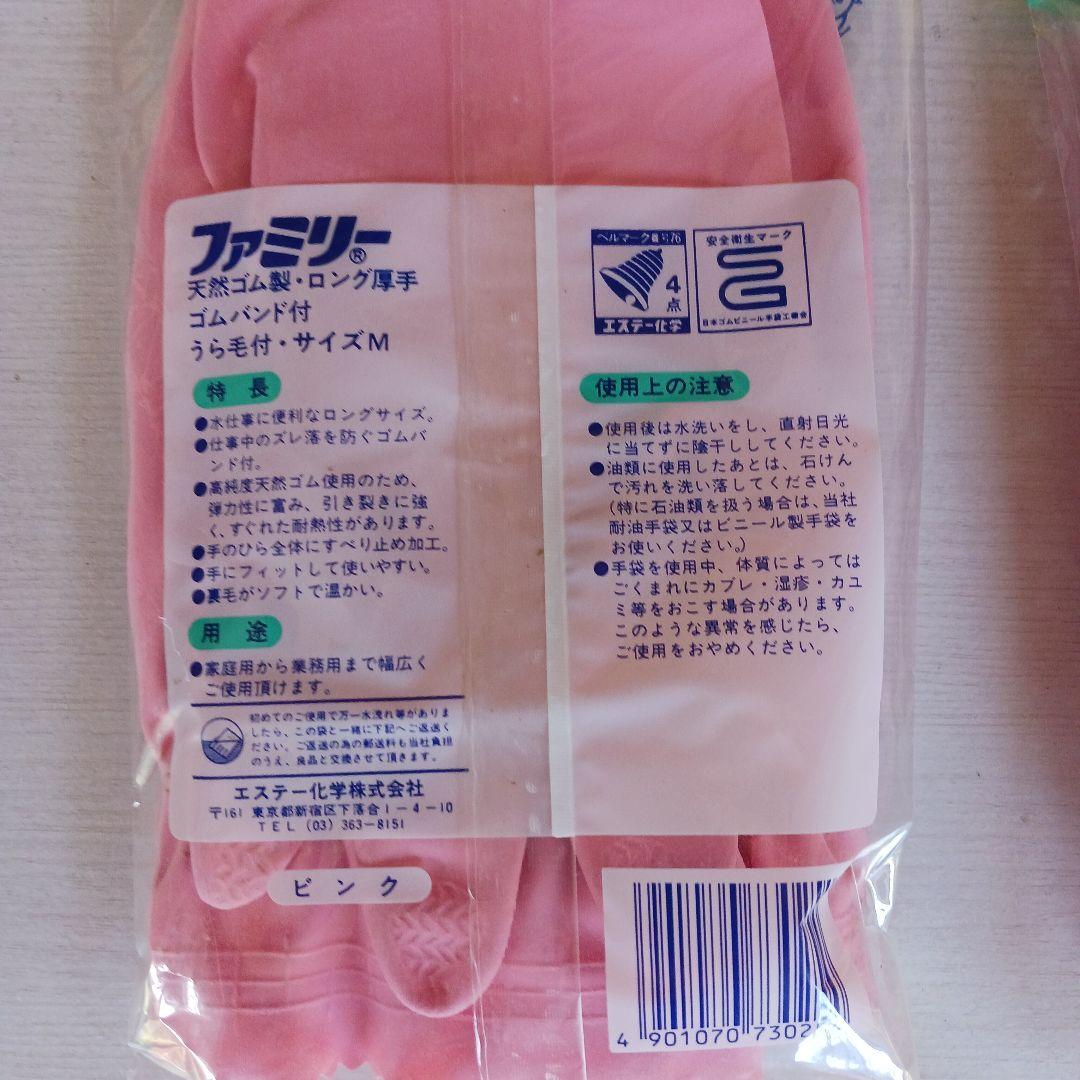 ファミリー®
天然ゴム製・ロング厚手
ゴムバンド付
うら毛付・サイズM
特長
●水仕事に便利なロングサイズ。
●仕事中のズレ落を防ぐゴムバ
ンド付。
●高純度天然ゴム使用のため、
弾力性に富み、引き裂きに強
く、すぐれた耐熱性があります。
●手のひら全体にすべり止め加工。
●手にフィットして使いやすい。
●裏毛がソフトで温かい。
用途
●家庭用から業務用まで幅広く
ご使用頂けます。
初めてのご使用で万一水洩れ等がありま
したら、この袋と一緒に下記へご返送く
ださい。ご返送の為の郵送料も当社負担
のうえ、良品と交換させて頂きます。
エステー化学株式会社
〒161 東京都新宿区下落合1-4-10
TEL (03) 363-8151
ピンク
ベルマーク番号76
4
点
エステー化学
安全衛生マーク
日本ゴムビニール手袋工業会
使用上の注意
●使用後は水洗いをし、直射日光
に当てずに陰干ししてください。
●油類に使用したあとは、石けん
で汚れを洗い落してください。
(特に石油類を扱う場合は、当社
耐油手袋又はビニール製手袋を
お使いください。)
●手袋を使用中、体質によっては
ごくまれにカブレ・湿疹・カユ
ミ等をおこす場合があります。
このような異常を感じたら、
ご使用をおやめください。
4 901070 7302